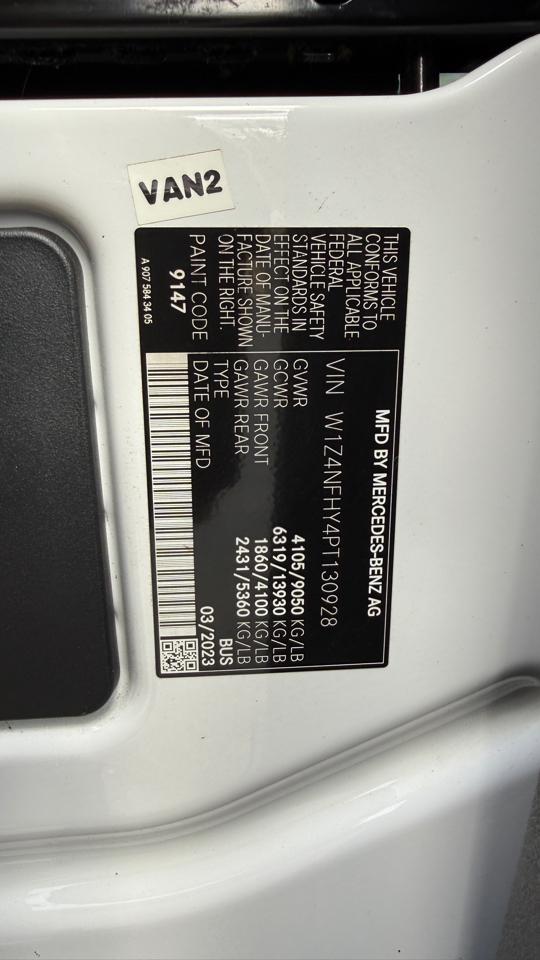 VAN2
THIS VEHICLE
CONFORMS TO
ALL APPLICABLE
FEDERAL
VEHICLE SAFETY
STANDARDS IN
EFFECT ON THE
DATE OF MANU-
FACTURE SHOWN
ON THE RIGHT.
PAINT CODE
9147
A 907 584 34 05
MFD BY MERCEDES-BENZ AG
VIN W1Z4NFHY4PT130928
GVWR 4105/9050 KG/LB
GCWR 6319/13930 KG/LB
GAWR FRONT 1860/4100 KG/LB
GAWR REAR 2431/5360 KG/LB
TYPE BUS
DATE OF MFD 03/2023